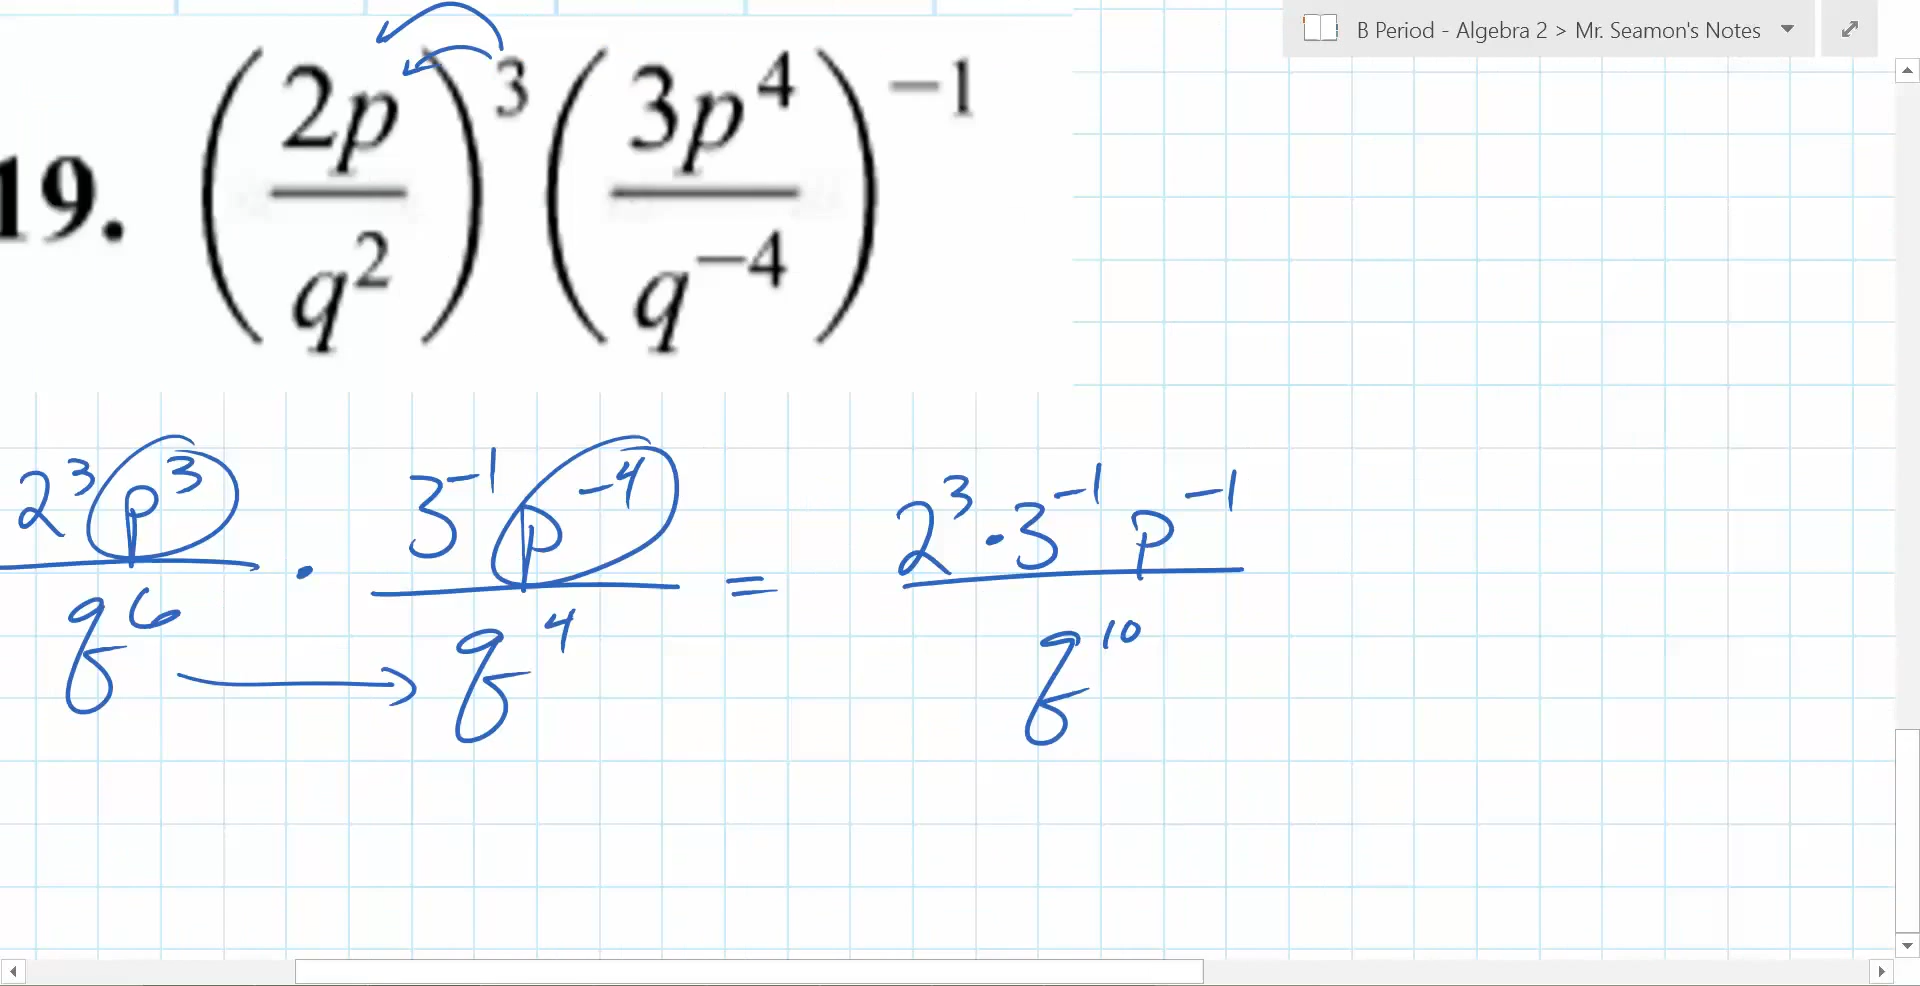 B Period - Algebra 2 > Mr. Seamon's Notes
19. (2p/q²)³ (3p⁴/q⁻⁴)⁻¹
2³p³/q⁶ · 3⁻¹p⁻⁴/q⁴ = 2³·3⁻¹p⁻¹/q¹⁰